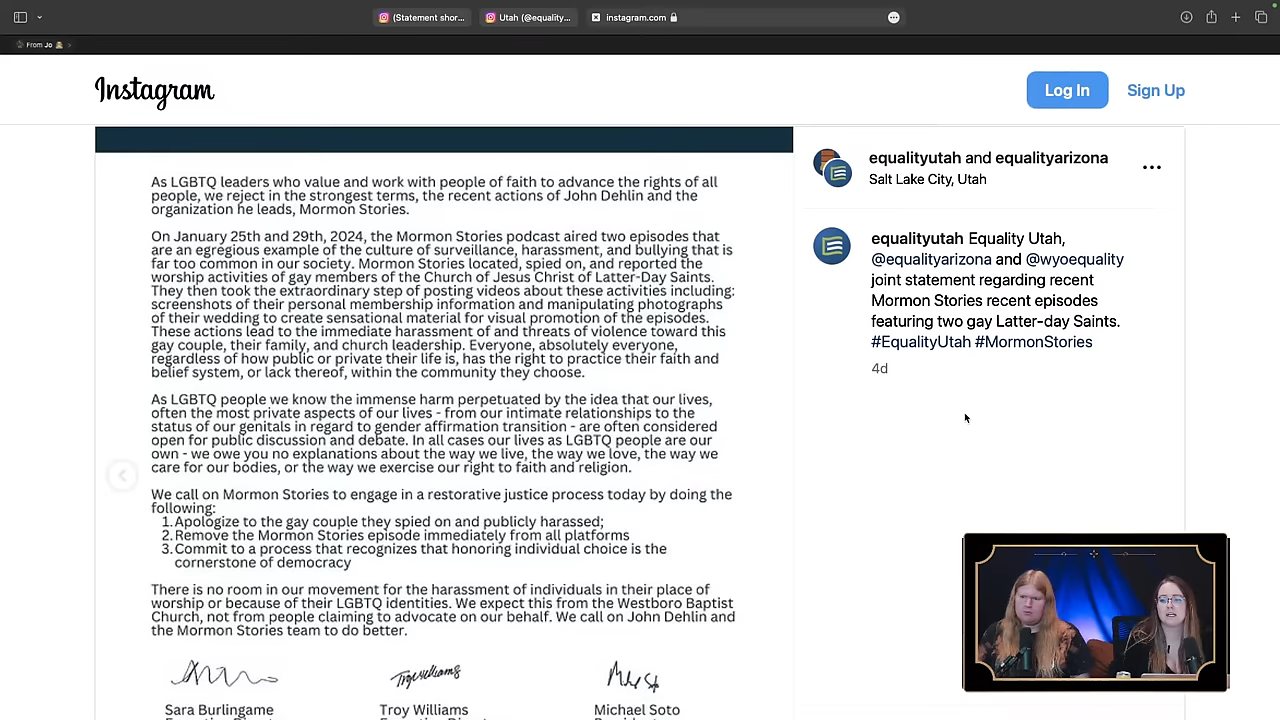 (Statement shor...
Utah (@equality...
instagram.com
From Jo
Instagram
Log In
Sign Up
As LGBTQ leaders who value and work with people of faith to advance the rights of all
people, we reject in the strongest terms, the recent actions of John Dehlin and the
organization he leads, Mormon Stories.
On January 25th and 29th, 2024, the Mormon Stories podcast aired two episodes that
are an egregious example of the culture of surveillance, harassment, and bullying that is
far too common in our society. Mormon Stories located, spied on, and reported the
worship activities of gay members of the Church of Jesus Christ of Latter-Day Saints.
They then took the extraordinary step of posting videos about these activities including:
screenshots of their personal membership information and manipulating photographs
of their wedding to create sensational material for visual promotion of the episodes.
These actions lead to the immediate harassment of and threats of violence toward this
gay couple, their family, and church leadership. Everyone, absolutely everyone,
regardless of how public or private their life is, has the right to practice their faith and
belief system, or lack thereof, within the community they choose.
As LGBTQ people we know the immense harm perpetuated by the idea that our lives,
often the most private aspects of our lives - from our intimate relationships to the
status of our genitals in regard to gender affirmation transition - are often considered
open for public discussion and debate. In all cases our lives as LGBTQ people are our
own - we owe you no explanations about the way we live, the way we love, the way we
care for our bodies, or the way we exercise our right to faith and religion.
We call on Mormon Stories to engage in a restorative justice process today by doing the
following:
1. Apologize to the gay couple they spied on and publicly harassed;
2. Remove the Mormon Stories episode immediately from all platforms
3. Commit to a process that recognizes that honoring individual choice is the
cornerstone of democracy
There is no room in our movement for the harassment of individuals in their place of
worship or because of their LGBTQ identities. We expect this from the Westboro Baptist
Church, not from people claiming to advocate on our behalf. We call on John Dehlin and
the Mormon Stories team to do better.
Troy Williams
Sara Burlingame
Troy Williams
Michael Soto
equalityutah and equalityarizona
Salt Lake City, Utah
equalityutah Equality Utah,
@equalityarizona and @wyoequality
joint statement regarding recent
Mormon Stories recent episodes
featuring two gay Latter-day Saints.
#EqualityUtah #MormonStories
4d